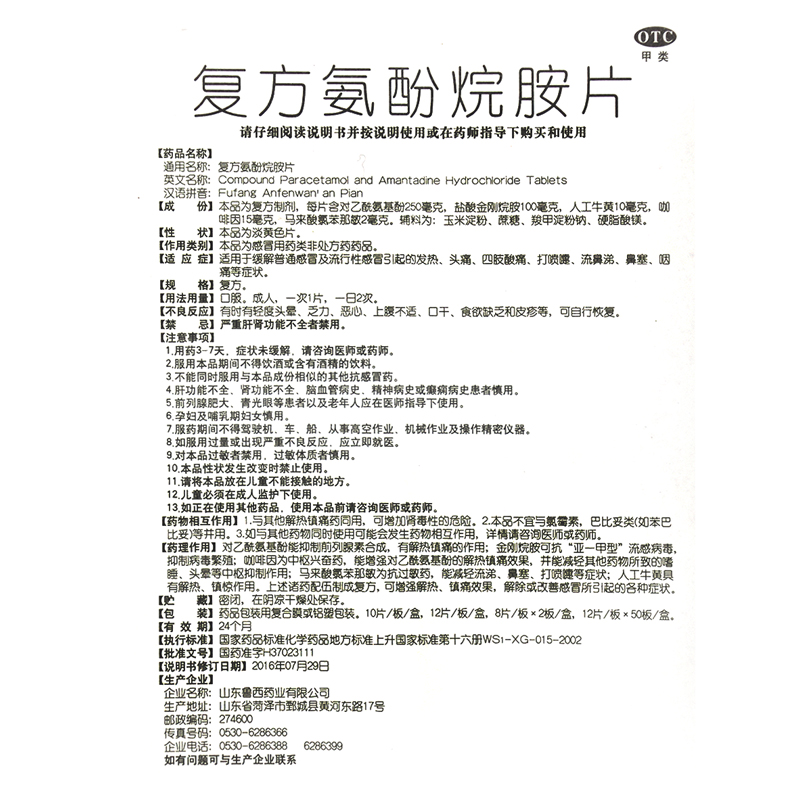 OTC
甲类
复方氨酚烷胺片
请仔细阅读说明书并按说明使用或在药师指导下购买和使用
【药品名称】
通用名称：复方氨酚烷胺片
英文名称：Compound Paracetamol and Amantadine Hydrochloride Tablets
汉语拼音：Fufang Anfenwan'an Pian
【成 份】本品为复方制剂，每片含对乙酰氨基酚250毫克，盐酸金刚烷胺100毫克，人工牛黄10毫克，咖
啡因15毫克，马来酸氯苯那敏2毫克。辅料为：玉米淀粉、蔗糖、羧甲淀粉钠、硬脂酸镁。
【性 状】本品为淡黄色片。
【作用类别】本品为感冒用药类非处方药药品。
【适 应 症】适用于缓解普通感冒及流行性感冒引起的发热、头痛、四肢酸痛、打喷嚏、流鼻涕、鼻塞、咽
痛等症状。
【规 格】复方。
【用法用量】口服。成人，一次1片，一日2次。
【不良反应】有时有轻度头晕、乏力、恶心、上腹不适、口干、食欲缺乏和皮疹等，可自行恢复。
【禁 忌】严重肝肾功能不全者禁用。
【注意事项】
1.用药3-7天，症状未缓解，请咨询医师或药师。
2.服用本品期间不得饮酒或含有酒精的饮料。
3.不能同时服用与本品成份相似的其他抗感冒药。
4.肝功能不全、肾功能不全、脑血管病史、精神病史或癫痫病史患者慎用。
5.前列腺肥大、青光眼等患者以及老年人应在医师指导下使用。
6.孕妇及哺乳期妇女慎用。
7.服药期间不得驾驶机、车、船、从事高空作业、机械作业及操作精密仪器。
8.如服用过量或出现严重不良反应，应立即就医。
9.对本品过敏者禁用，过敏体质者慎用。
10.本品性状发生改变时禁止使用。
11.请将本品放在儿童不能接触的地方。
12.儿童必须在成人监护下使用。
13.如正在使用其他药品，使用本品前请咨询医师或药师。
【药物相互作用】1.与其他解热镇痛药同用，可增加肾毒性的危险。2.本品不宜与氯霉素，巴比妥类(如苯巴
比妥)等并用。3.如与其他药物同时使用可能会发生药物相互作用，详情请咨询医师或药师。
【药理作用】对乙酰氨基酚能抑制前列腺素合成，有解热镇痛的作用；金刚烷胺可抗“亚一甲型”流感病毒，
抑制病毒繁殖；咖啡因为中枢兴奋药，能增强对乙酰氨基酚的解热镇痛效果，并能减轻其他药物所致的嗜
睡、头晕等中枢抑制作用；马来酸氯苯那敏为抗过敏药，能减轻流涕、鼻塞、打喷嚏等症状；人工牛黄具
有解热、镇惊作用。上述诸药配伍制成复方，可增强解热、镇痛效果，解除或改善感冒所引起的各种症状。
【贮 藏】密闭，在阴凉干燥处保存。
【包 装】药品包装用复合膜或铝塑包装。10片/板/盒，12片/板/盒，8片/板×2板/盒，12片/板×50板/盒。
【有 效 期】24个月
【执行标准】国家药品标准化学药品地方标准上升国家标准第十六册WS1-XG-015-2002
【批准文号】国药准字H37023111
【说明书修订日期】2016年07月29日
【生产企业】
企业名称：山东鲁西药业有限公司
生产地址：山东省菏泽市鄄城县黄河东路17号
邮政编码：274600
传真号码：0530-6286366
企业电话：0530-6286388 6286399
如有问题可与生产企业联系